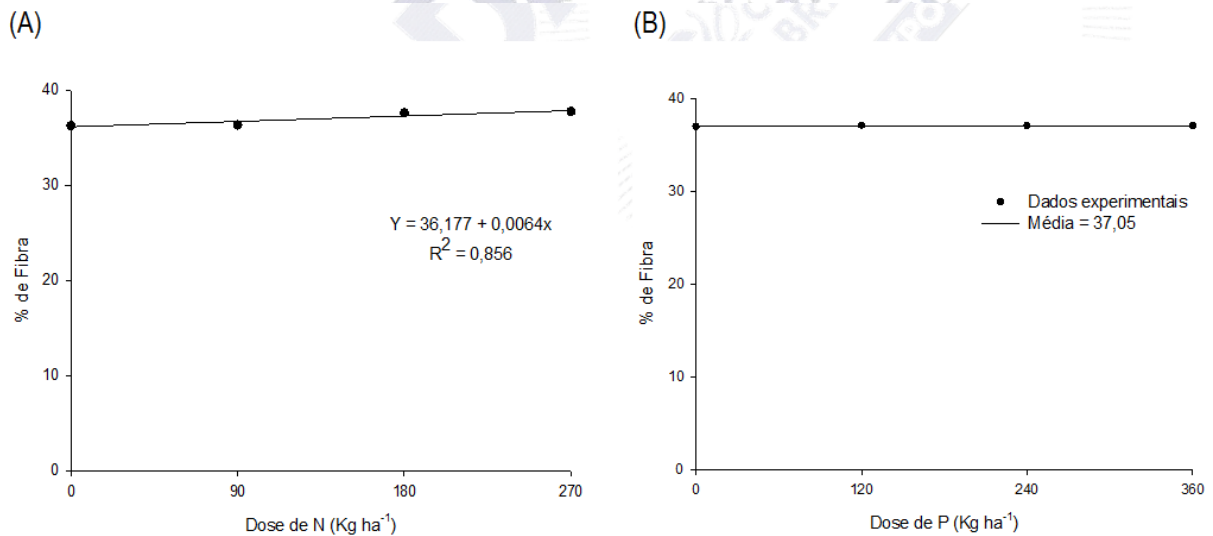 (A)
(B)
40
30
20
10
0
% de Fibra
Y = 36,177 + 0,0064x
R² = 0,856
0 90 180 270
Dose de N (Kg ha⁻¹)
40
30
20
10
0
% de Fibra
Dados experimentais
Média = 37,05
0 120 240 360
Dose de P (Kg ha⁻¹)